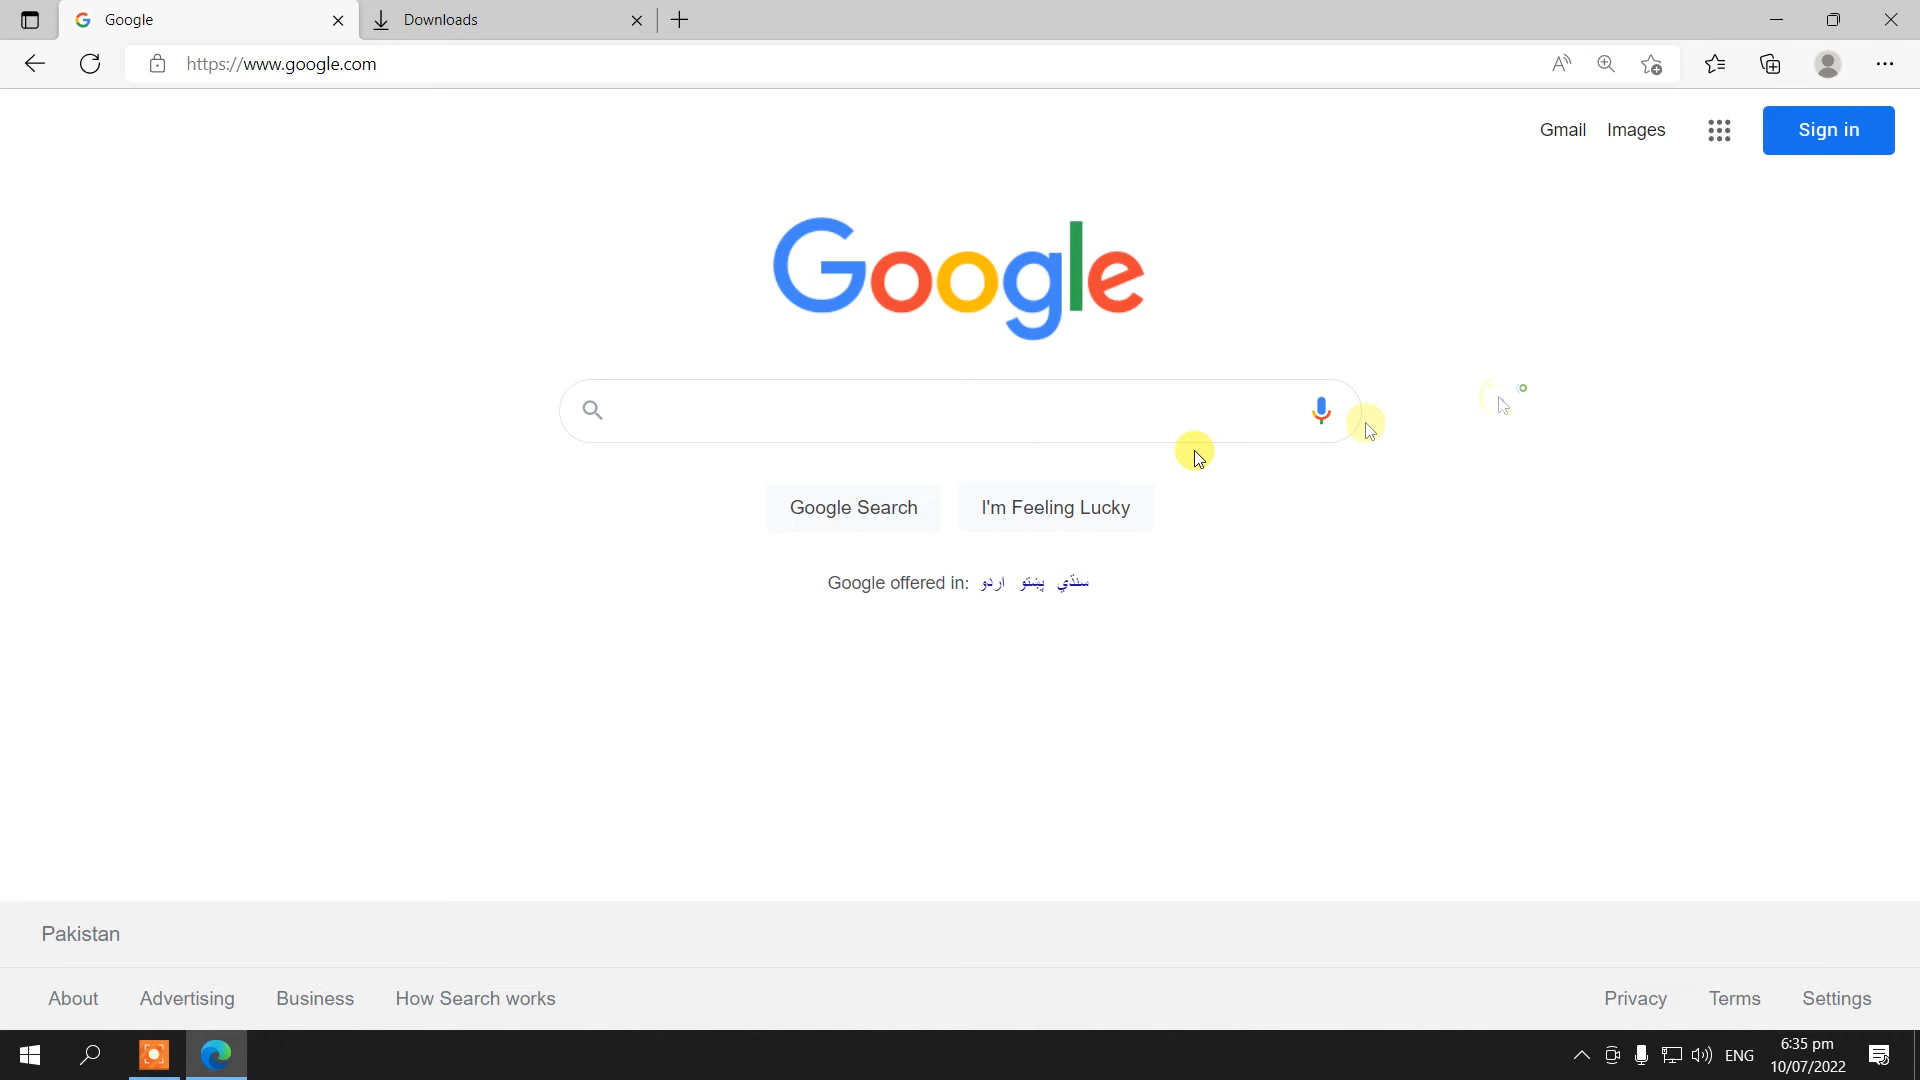 Google
Downloads
https://www.google.com
Gmail Images Sign in
Google
Google Search I'm Feeling Lucky
Google offered in: اردو پښتو سنڌي
Pakistan
About Advertising Business How Search works Privacy Terms Settings
ENG
6:35 pm
10/07/2022